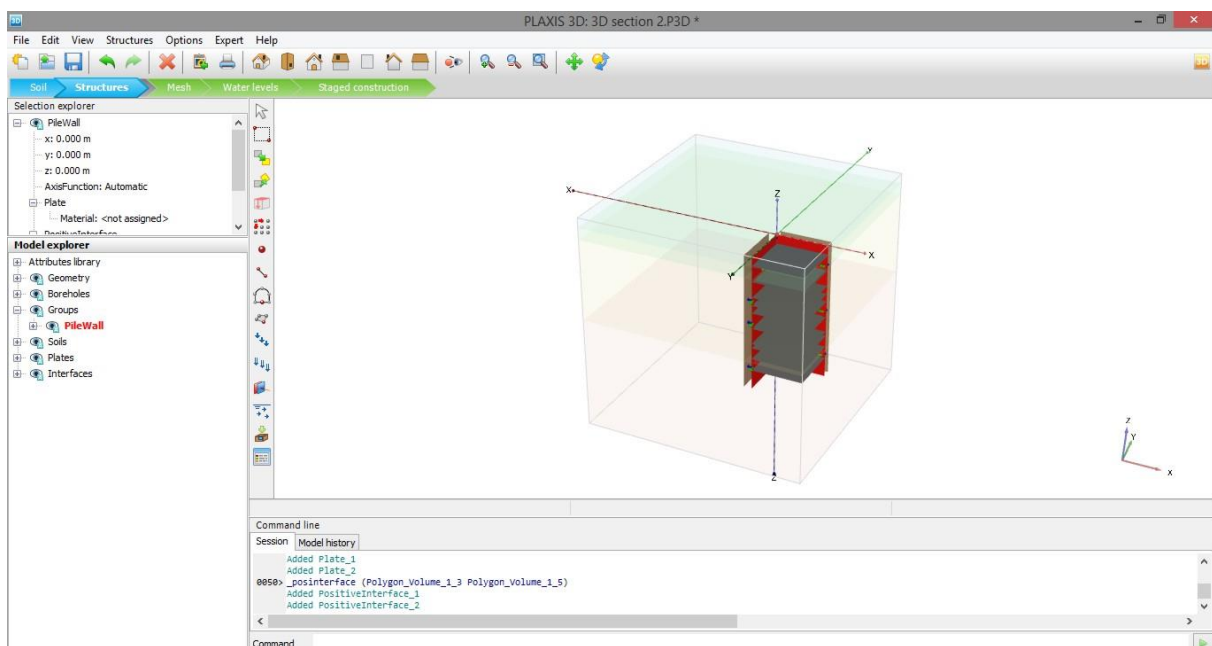 PLAXIS 3D: 3D section 2.P3D *
File Edit View Structures Options Expert Help
Soil Structures Mesh Water levels Staged construction
Selection explorer
PileWall
x: 0.000 m
y: 0.000 m
z: 0.000 m
AxisFunction: Automatic
Plate
Material: <not assigned>
PositiveInterface
Model explorer
Attributes library
Geometry
Boreholes
Groups
PileWall
Soils
Plates
Interfaces
X
Y
Z
X
Y
Z
Z
Y
X
Command line
Session Model history
Added Plate_1
Added Plate_2
0050> _posinterface (Polygon_Volume_1_3 Polygon_Volume_1_5)
Added PositiveInterface_1
Added PositiveInterface_2
Command